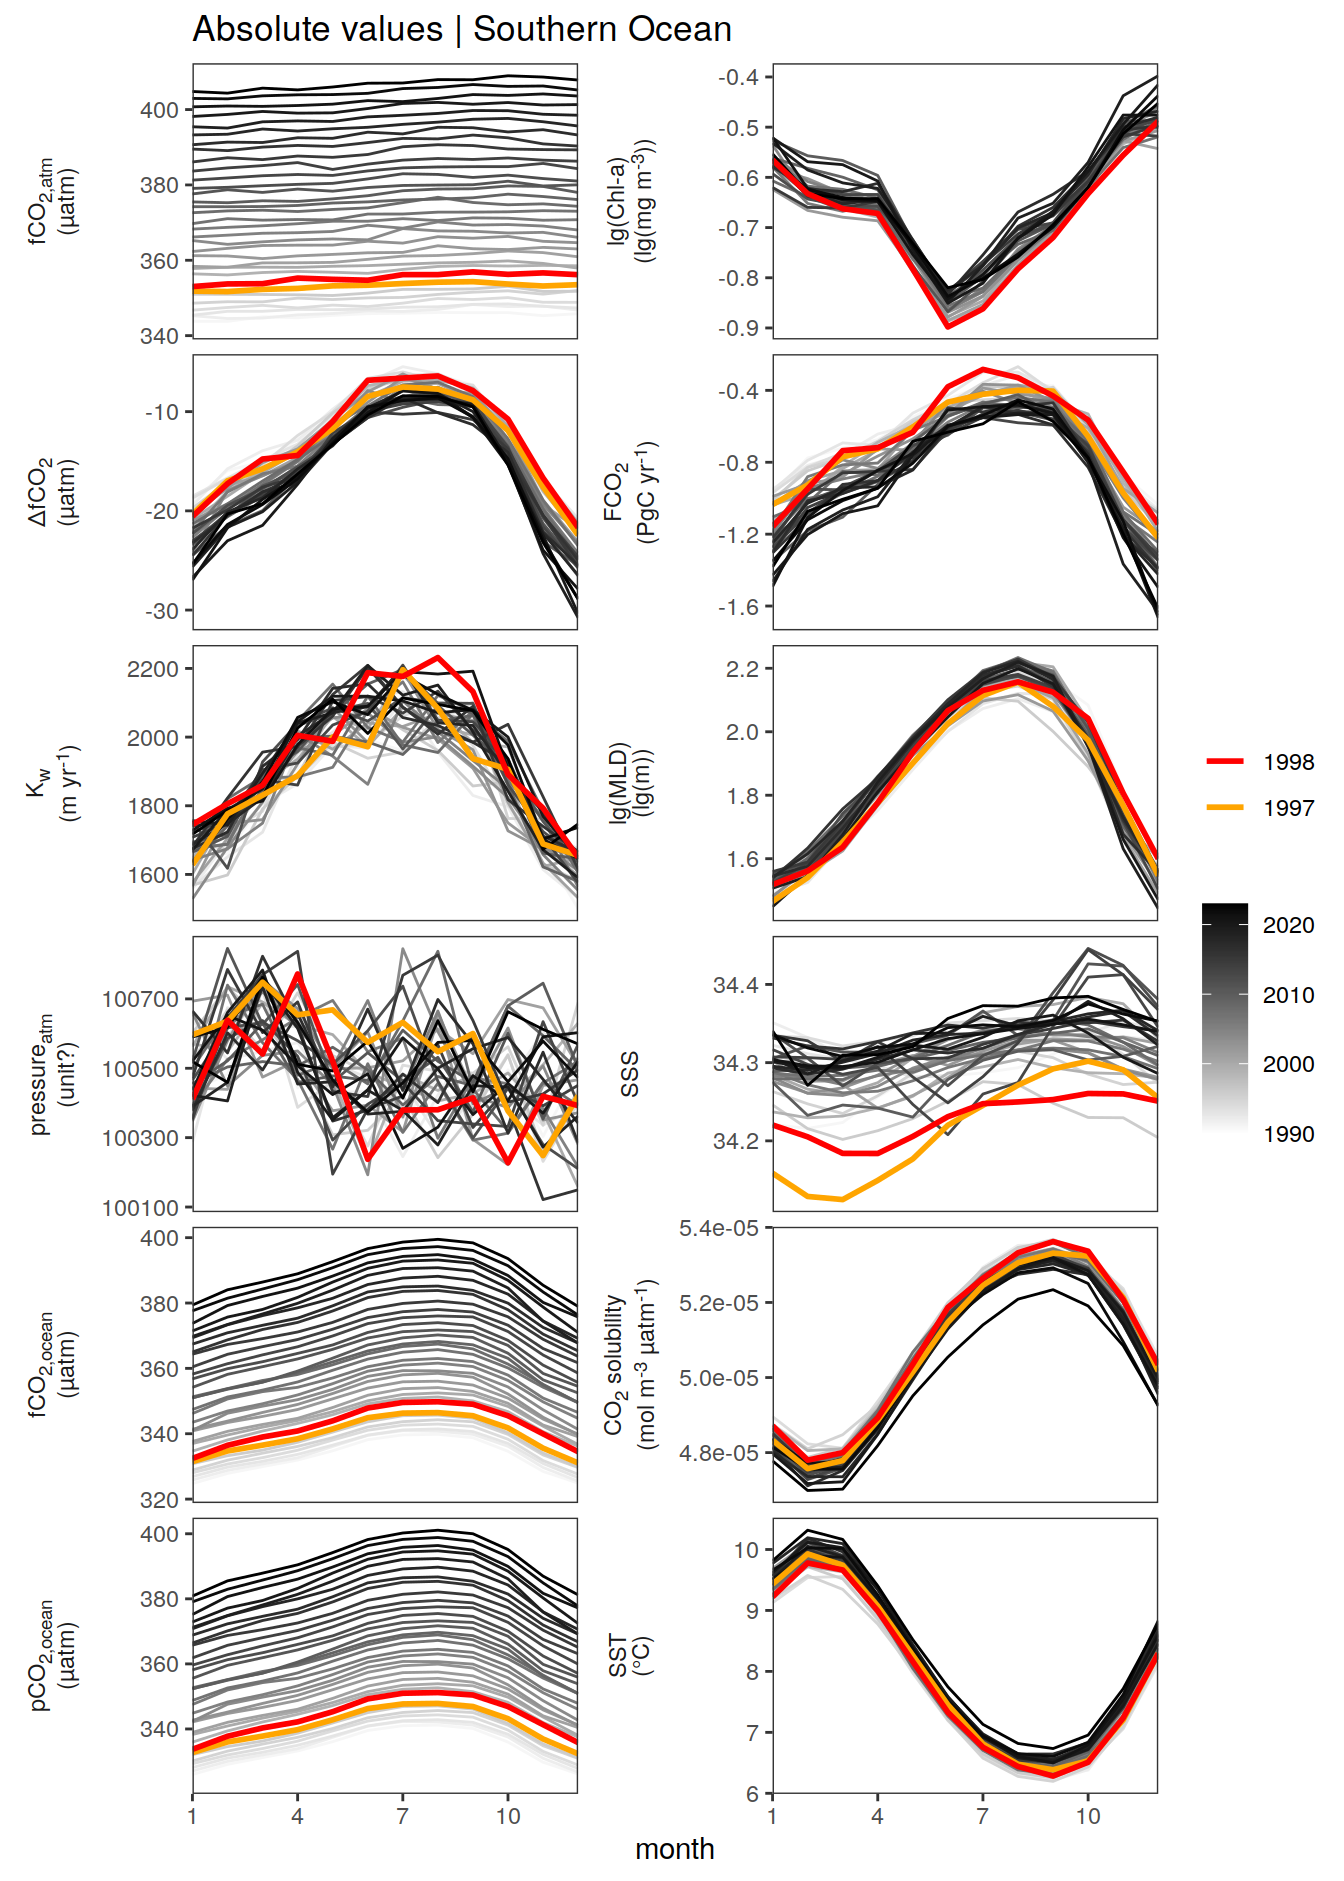 Absolute values | Southern Ocean
fCO2,atm
(µatm)
400
380
360
340
lg(Chl-a)
(lg(mg m-3))
-0.4
-0.5
-0.6
-0.7
-0.8
-0.9
ΔfCO2
(µatm)
-10
-20
-30
FCO2
(PgC yr-1)
-0.4
-0.8
-1.2
-1.6
Kw
(m yr-1)
2200
2000
1800
1600
lg(MLD)
(lg(m))
2.2
2.0
1.8
1.6
1998
1997
pressureatm
(unit?)
100700
100500
100300
100100
SSS
34.4
34.3
34.2
2020
2010
2000
1990
fCO2,ocean
(µatm)
400
380
360
340
320
CO2 solubility
(mol m-3 µatm-1)
5.4e-05
5.2e-05
5.0e-05
4.8e-05
pCO2,ocean
(µatm)
400
380
360
340
SST
(°C)
10
9
8
7
6
1 4 7 10
1 4 7 10
month